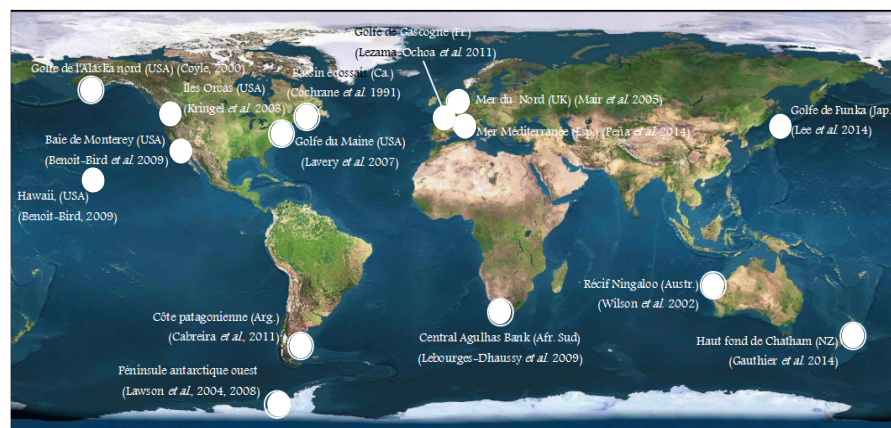 Golfe de Gascogne (Fr.)
(Lezama-Ochoa et al. 2011)
Golfe de l'Alaska nord (USA) (Coyle, 2000)
Bassin écossais (Ca.)
(Cochrane et al. 1991)
Îles Orcas (USA)
(Kringel et al. 2003)
Mer du Nord (UK) (Mair et al. 2005)
Mer Méditerranée (Esp.) (Peña et al. 2014)
Golfe de Funka (Jap.
(Lee et al. 2014)
Baie de Monterey (USA)
(Benoit-Bird et al. 2009)
Golfe du Maine (USA)
(Lavery et al. 2007)
Hawaii, (USA)
(Benoit-Bird, 2009)
Récif Ningaloo (Austr.)
(Wilson et al. 2002)
Côte patagonienne (Arg.)
(Cabreira et al., 2011)
Central Agulhas Bank (Afr. Sud)
(Lebourges-Dhaussy et al. 2009)
Haut fond de Chatham (NZ)
(Gauthier et al. 2014)
Péninsule antarctique ouest
(Lawson et al., 2004, 2008)